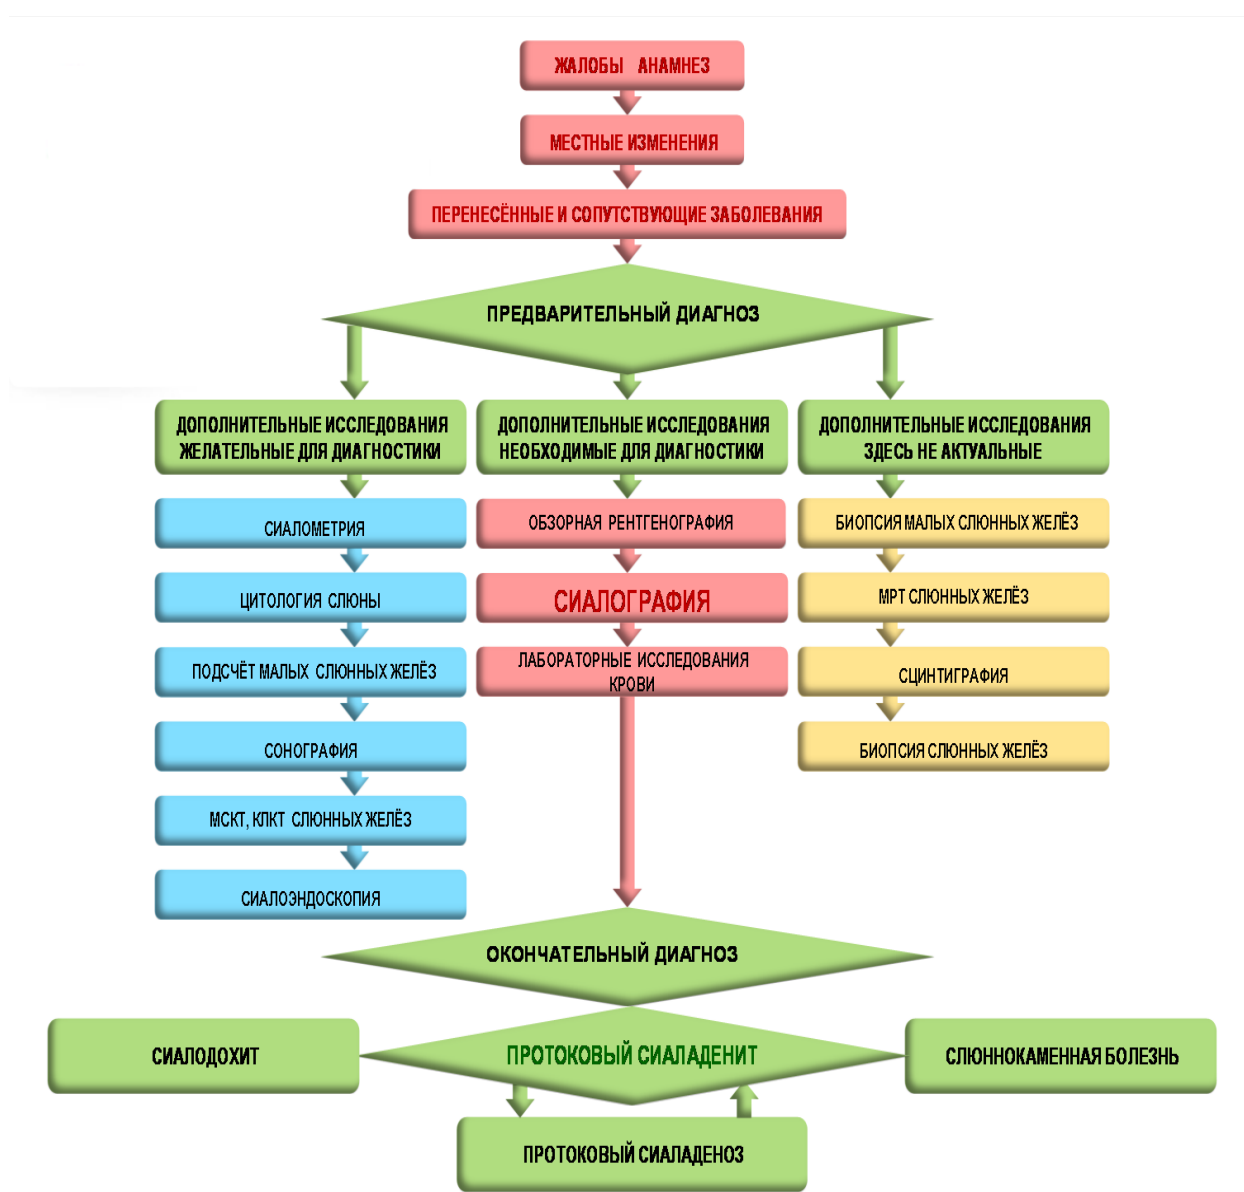 ЖАЛОБЫ АНАМНЕЗ
МЕСТНЫЕ ИЗМЕНЕНИЯ
ПЕРЕНЕСЁННЫЕ И СОПУТСТВУЮЩИЕ ЗАБОЛЕВАНИЯ
ПРЕДВАРИТЕЛЬНЫЙ ДИАГНОЗ
ДОПОЛНИТЕЛЬНЫЕ ИССЛЕДОВАНИЯ
ЖЕЛАТЕЛЬНЫЕ ДЛЯ ДИАГНОСТИКИ
СИАЛОМЕТРИЯ
ЦИТОЛОГИЯ СЛЮНЫ
ПОДСЧЁТ МАЛЫХ СЛЮННЫХ ЖЕЛЁЗ
СОНОГРАФИЯ
МСКТ, КЛКТ СЛЮННЫХ ЖЕЛЁЗ
СИАЛОЭНДОСКОПИЯ
ДОПОЛНИТЕЛЬНЫЕ ИССЛЕДОВАНИЯ
НЕОБХОДИМЫЕ ДЛЯ ДИАГНОСТИКИ
ОБЗОРНАЯ РЕНТГЕНОГРАФИЯ
СИАЛОГРАФИЯ
ЛАБОРАТОРНЫЕ ИССЛЕДОВАНИЯ
КРОВИ
ДОПОЛНИТЕЛЬНЫЕ ИССЛЕДОВАНИЯ
ЗДЕСЬ НЕ АКТУАЛЬНЫЕ
БИОПСИЯ МАЛЫХ СЛЮННЫХ ЖЕЛЁЗ
МРТ СЛЮННЫХ ЖЕЛЁЗ
СЦИНТИГРАФИЯ
БИОПСИЯ СЛЮННЫХ ЖЕЛЁЗ
ОКОНЧАТЕЛЬНЫЙ ДИАГНОЗ
СИАЛОДОХИТ
ПРОТОКОВЫЙ СИАЛАДЕНИТ
СЛЮННОКАМЕННАЯ БОЛЕЗНЬ
ПРОТОКОВЫЙ СИАЛАДЕНОЗ